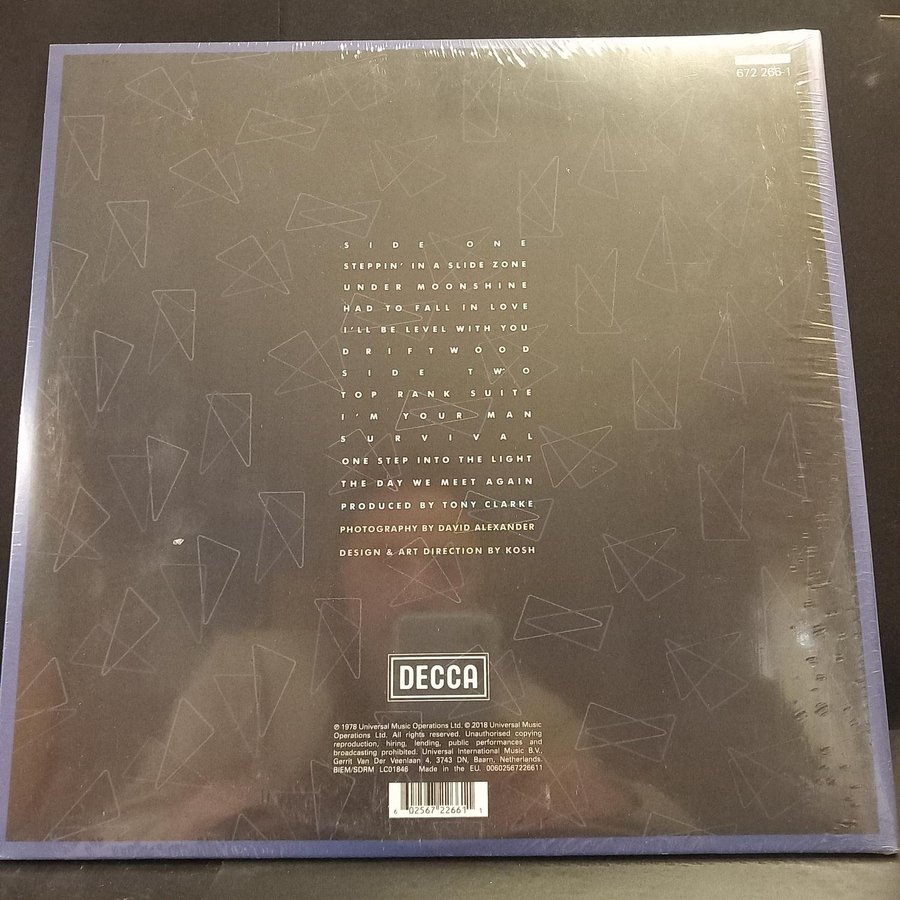 672 266-1
SIDE ONE
STEPPIN' IN A SLIDE ZONE
UNDER MOONSHINE
HAD TO FALL IN LOVE
I'LL BE LEVEL WITH YOU
DRIFTWOOD
SIDE TWO
TOP RANK SUITE
I'M YOUR MAN
SURVIVAL
ONE STEP INTO THE LIGHT
THE DAY WE MEET AGAIN
PRODUCED BY TONY CLARKE
PHOTOGRAPHY BY DAVID ALEXANDER
DESIGN & ART DIRECTION BY KOSH
DECCA
℗ 1978 Universal Music Operations Ltd. © 2018 Universal Music
Operations Ltd. All rights reserved. Unauthorised copying
reproduction, hiring, lending, public performances and
broadcasting prohibited. Universal International Music B.V.,
Gerrit Van Der Veenlaan 4, 3743 DN, Baarn, Netherlands.
BIEM/SDRM LC01846 Made in the EU. 00602567226611
6 02567 22661 1